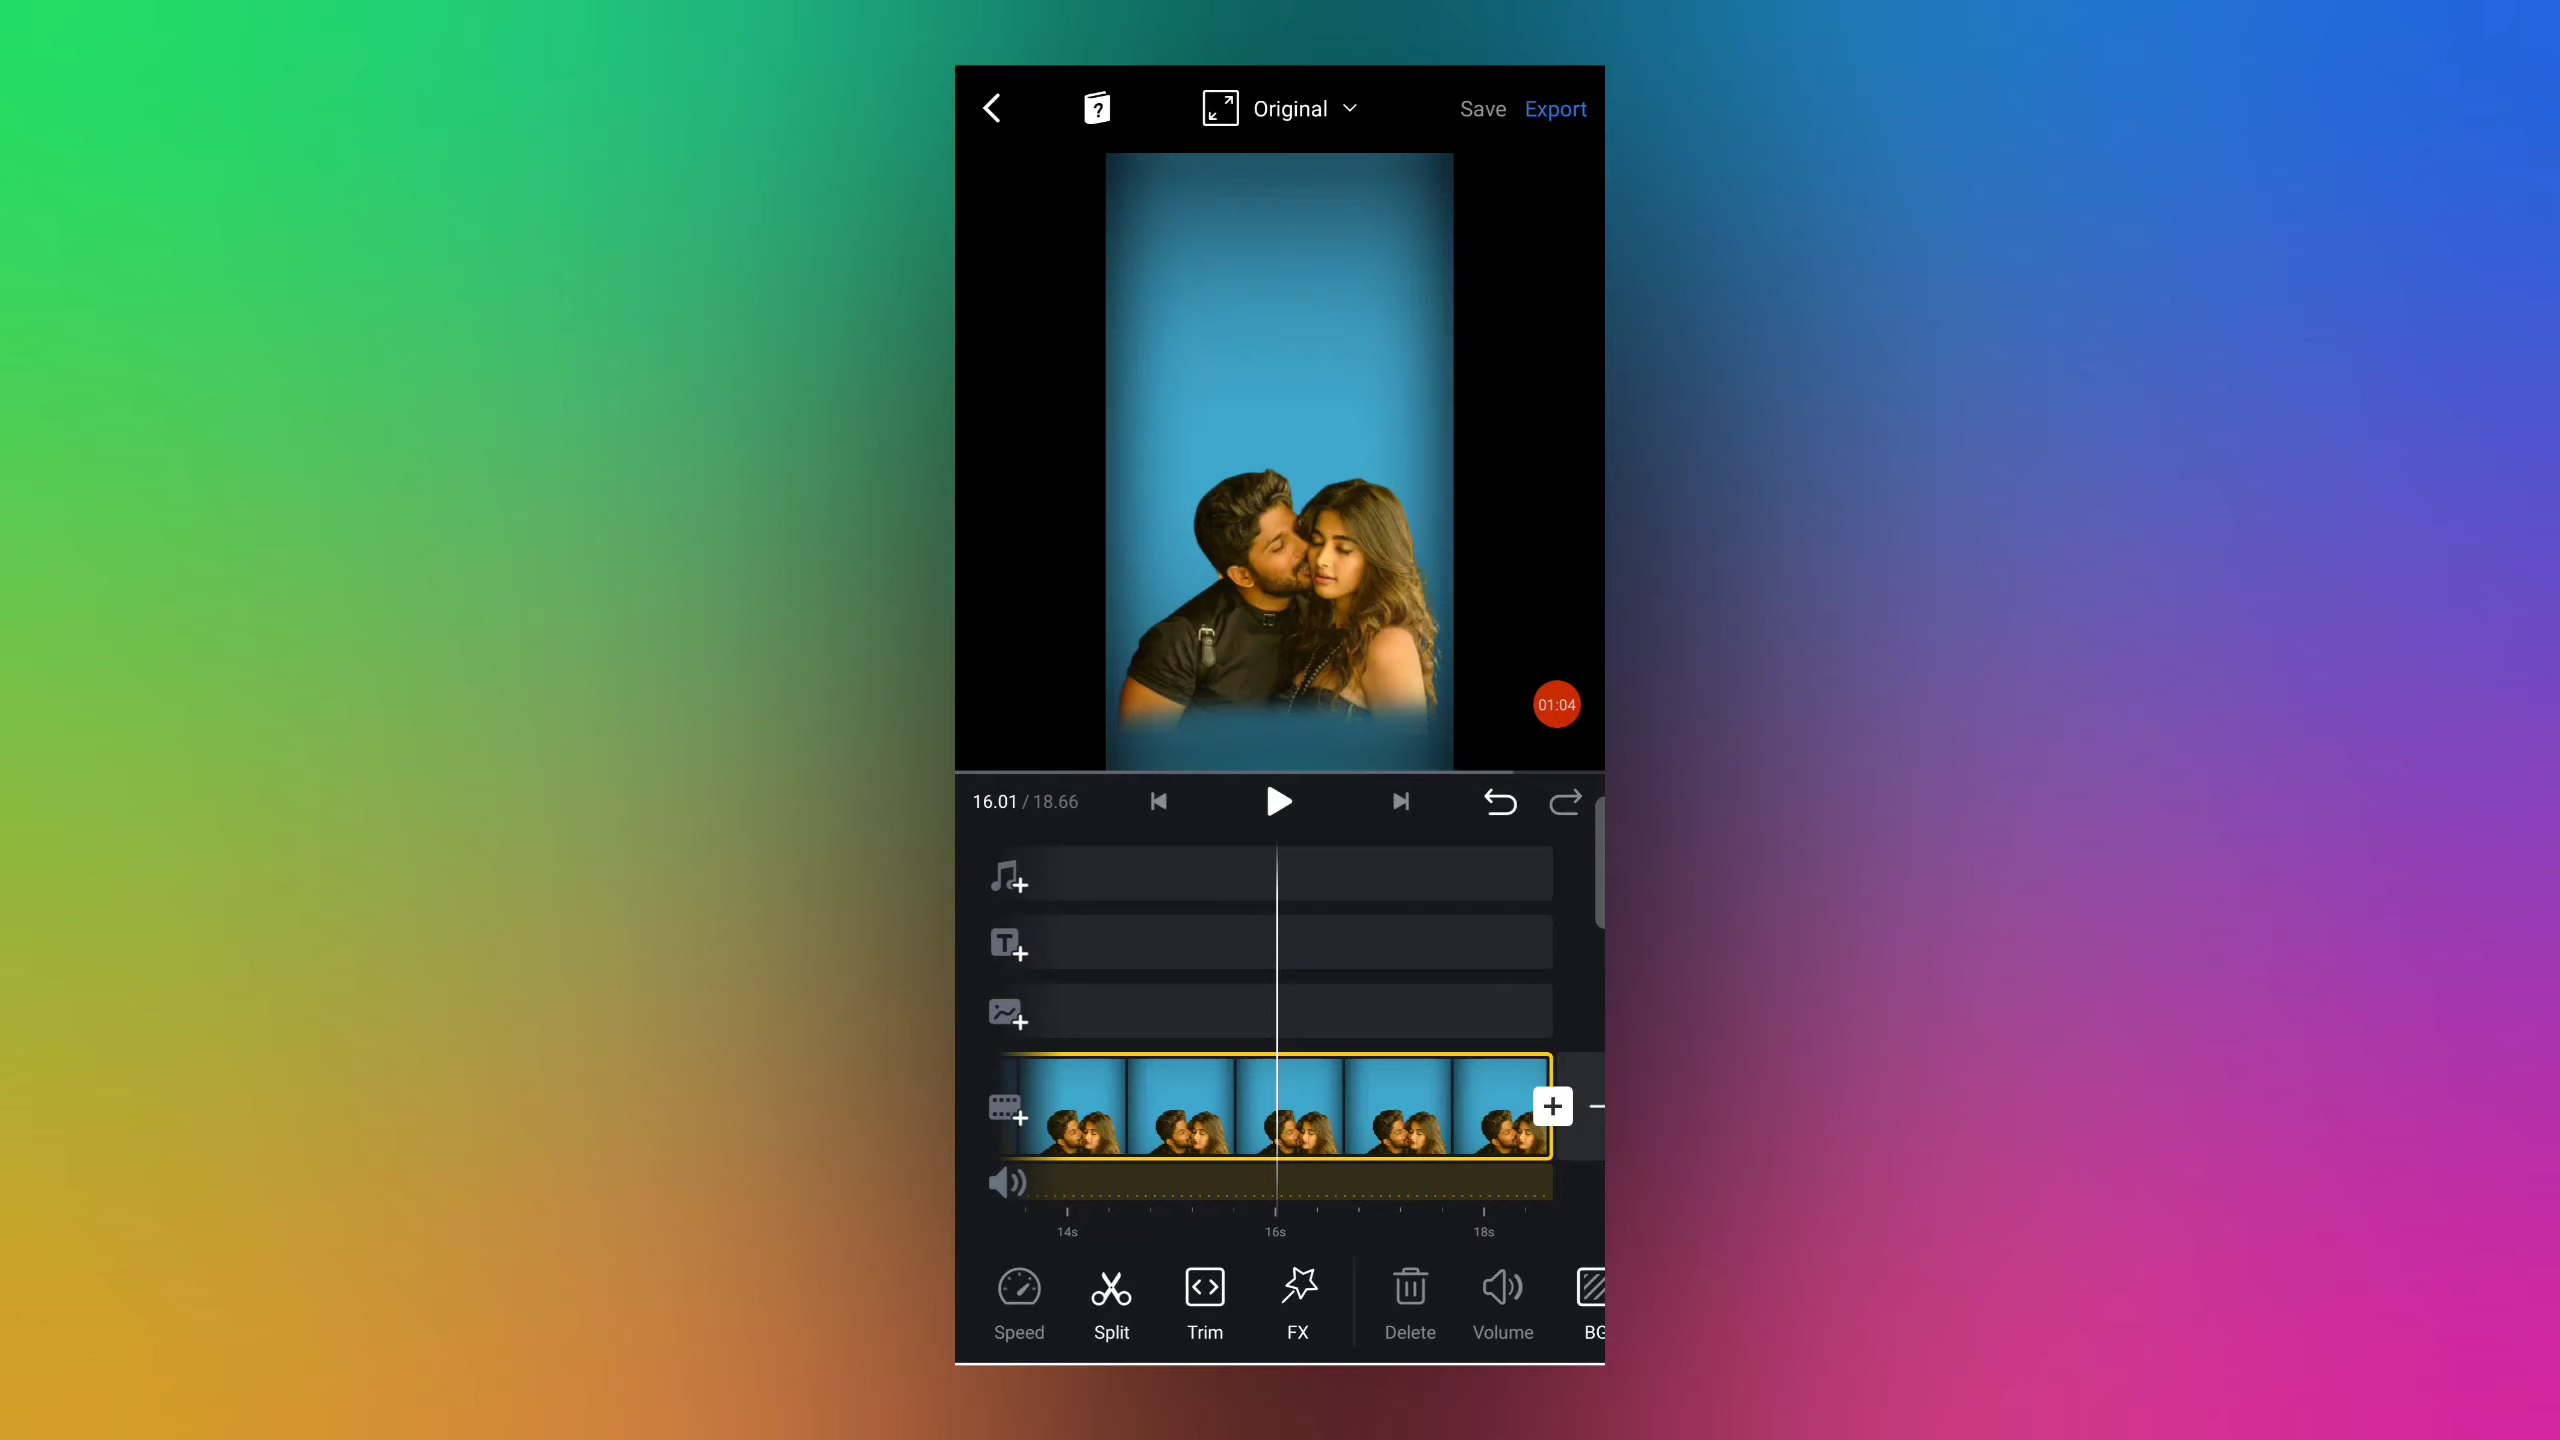 Original
Save Export
01:04
16.01 / 18.66
14s 16s 18s
Speed Split Trim FX Delete Volume BG